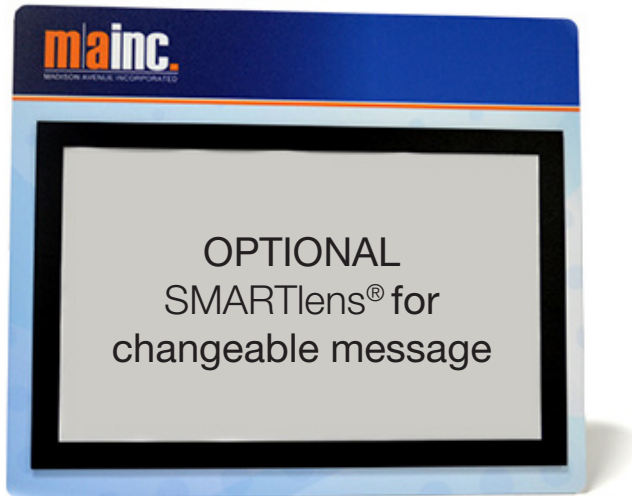 mainc.
MADISON AVENUE INCORPORATED
OPTIONAL
SMARTlens® for
changeable message